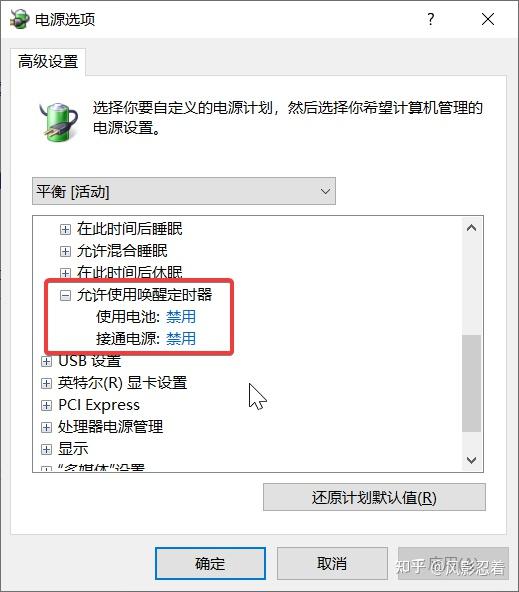 电源选项
高级设置
选择你要自定义的电源计划，然后选择你希望计算机管理的
电源设置。
平衡 [活动]
在此时间后睡眠
允许混合睡眠
在此时间后休眠
允许使用唤醒定时器
使用电池: 禁用
接通电源: 禁用
USB 设置
英特尔(R) 显卡设置
PCI Express
处理器电源管理
显示
“多媒体”设置
还原计划默认值(R)
确定
取消
应用(A)
知乎 @风影忍着